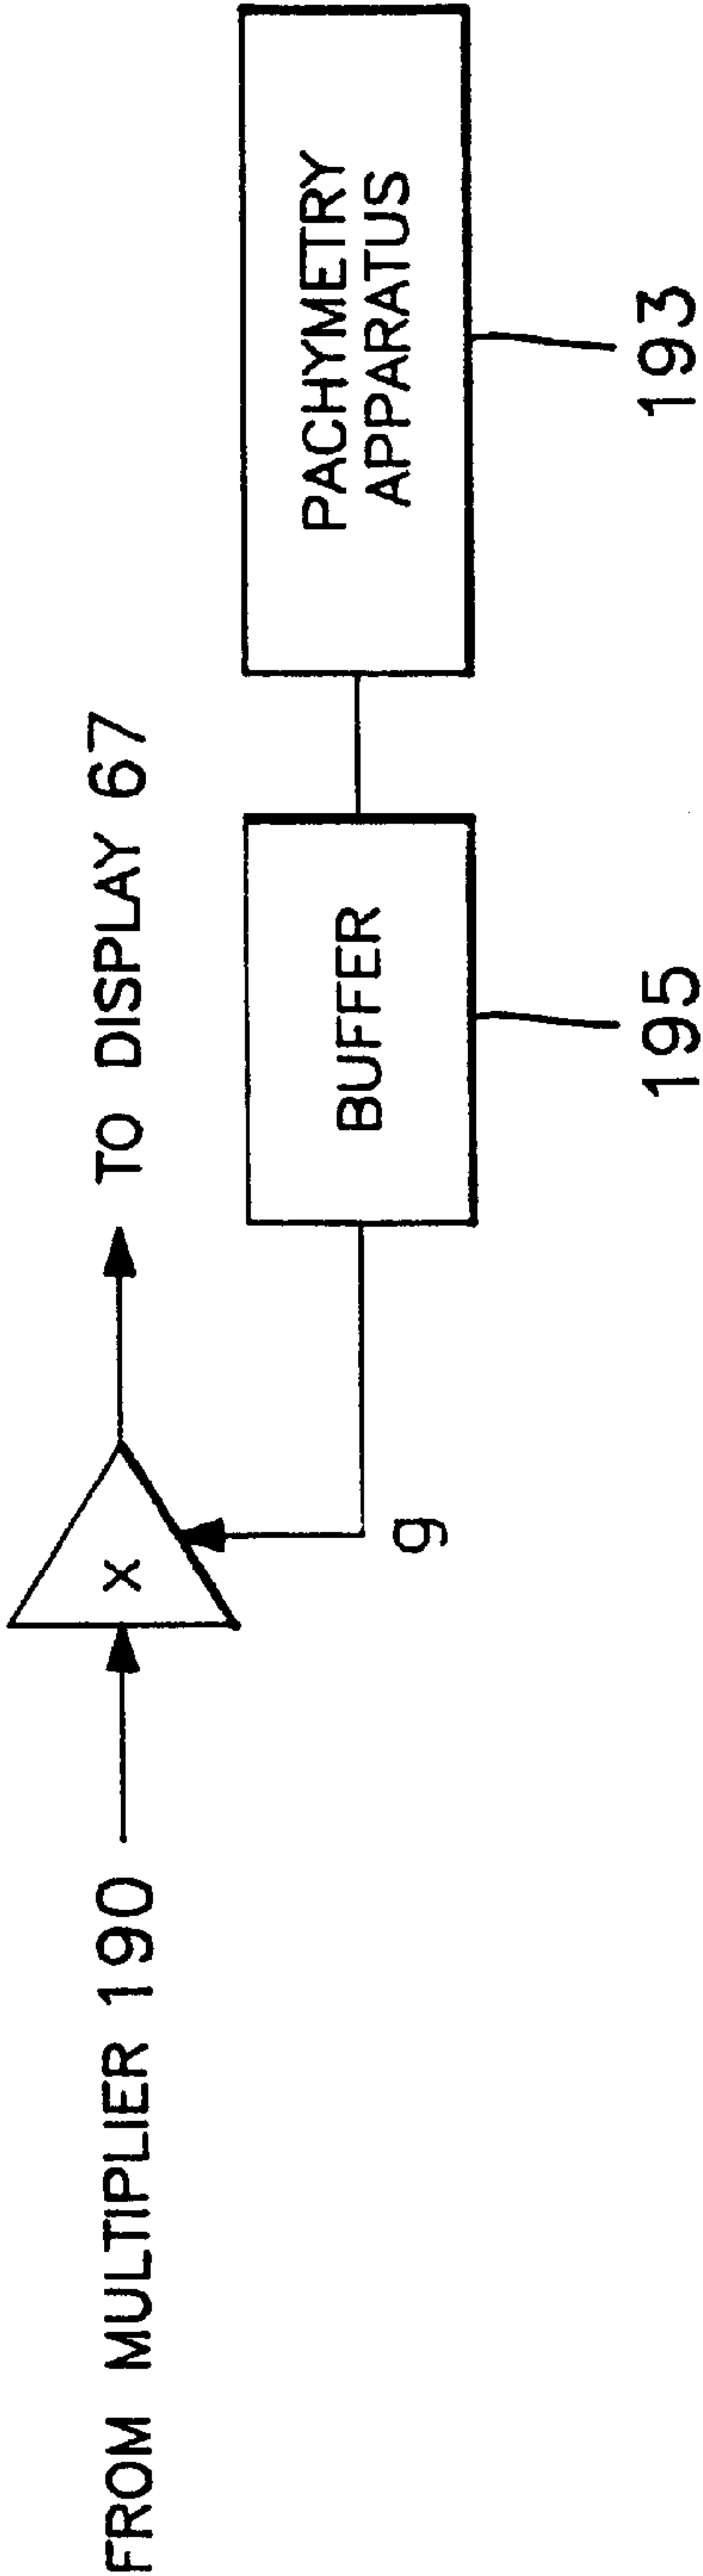 FROM MULTIPLIER 190
X
TO DISPLAY 67
g
BUFFER
195
PACHYMETRY
APPARATUS
193